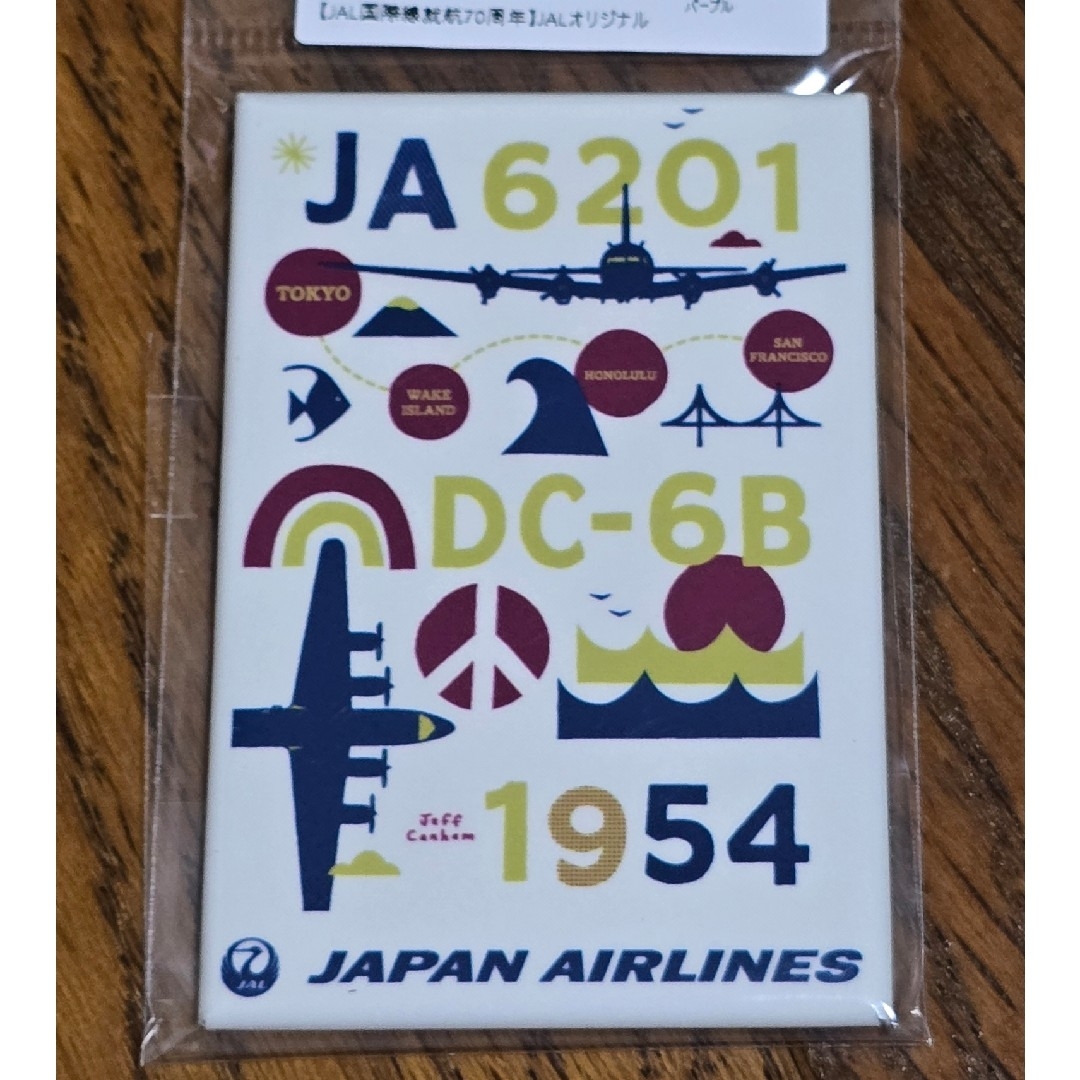 【JAL国際線就航70周年】JALオリジナル
パープル
JA 6201
TOKYO
WAKE
ISLAND
HONOLULU
SAN
FRANCISCO
DC-6B
Jeff
Canham
1954
JAL
JAPAN AIRLINES